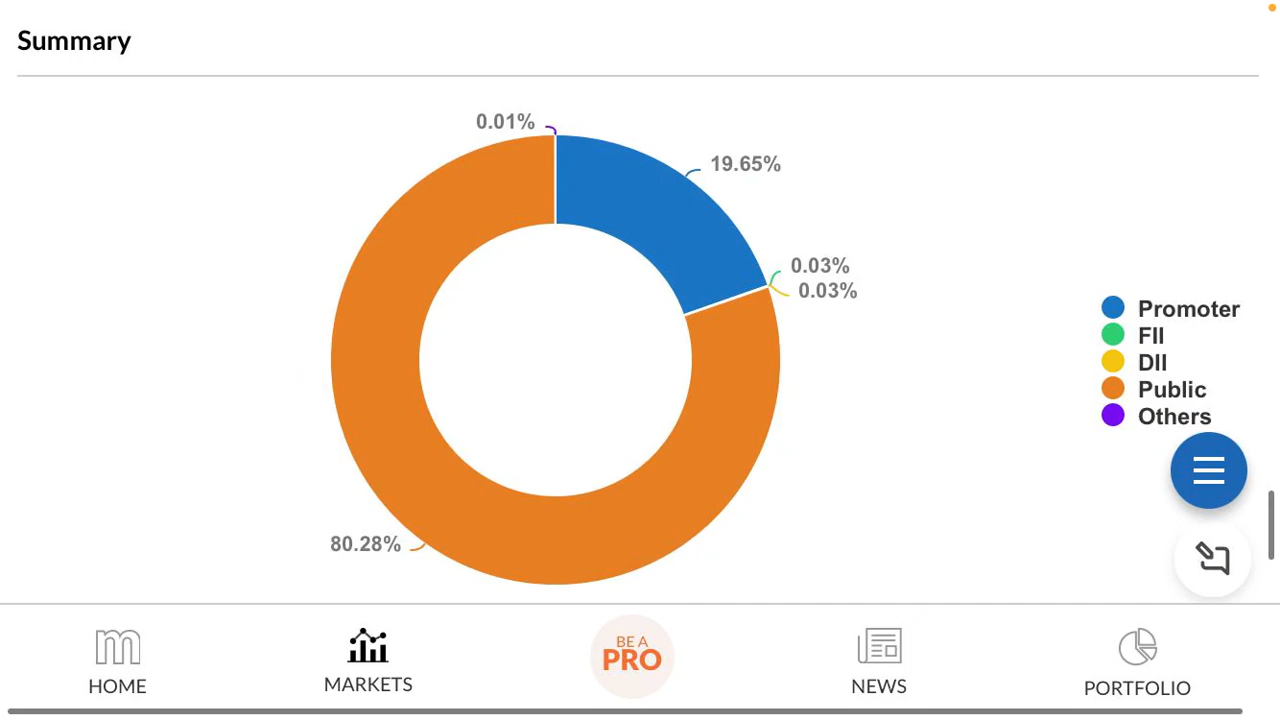 Summary
0.01%
19.65%
0.03%
0.03%
80.28%
Promoter
FII
DII
Public
Others
BE A
PRO
HOME
MARKETS
NEWS
PORTFOLIO